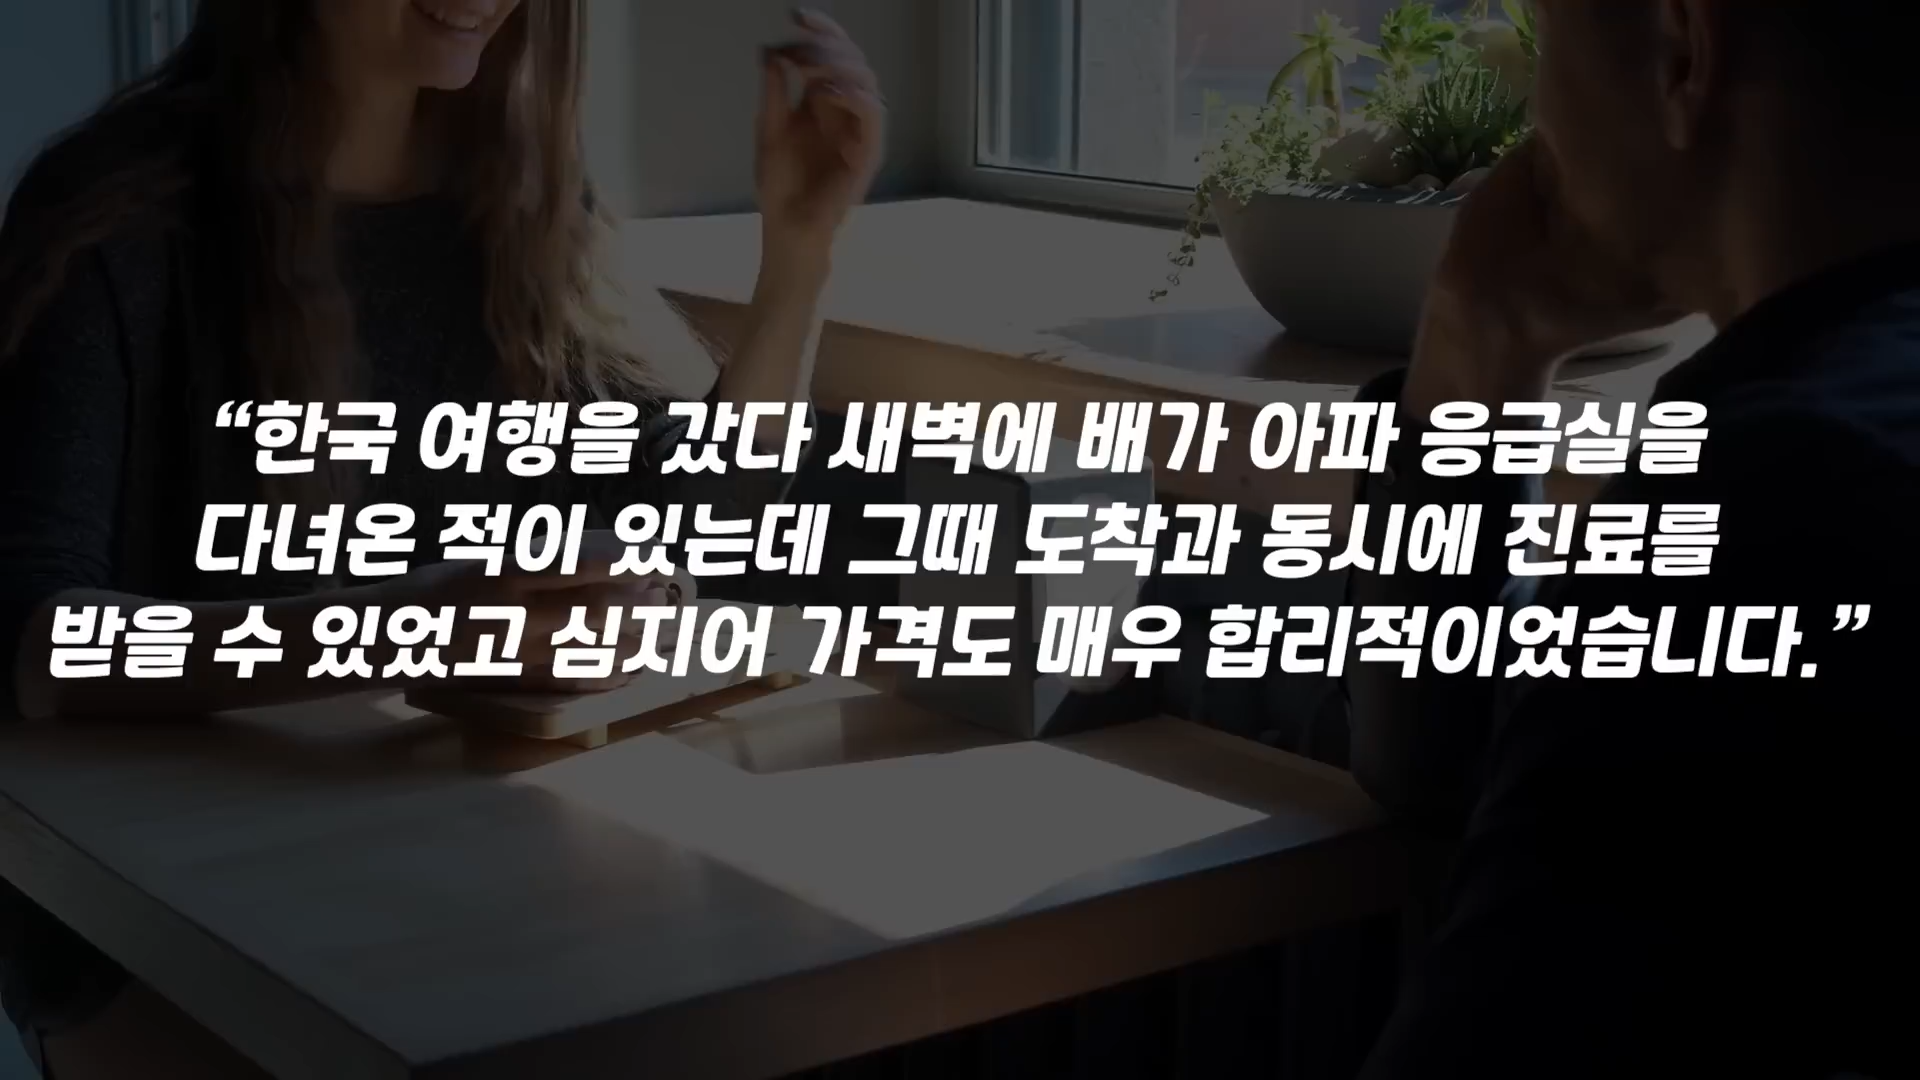 “한국 여행을 갔다 새벽에 배가 아파 응급실을
다녀온 적이 있는데 그때 도착과 동시에 진료를
받을 수 있었고 심지어 가격도 매우 합리적이었습니다.”